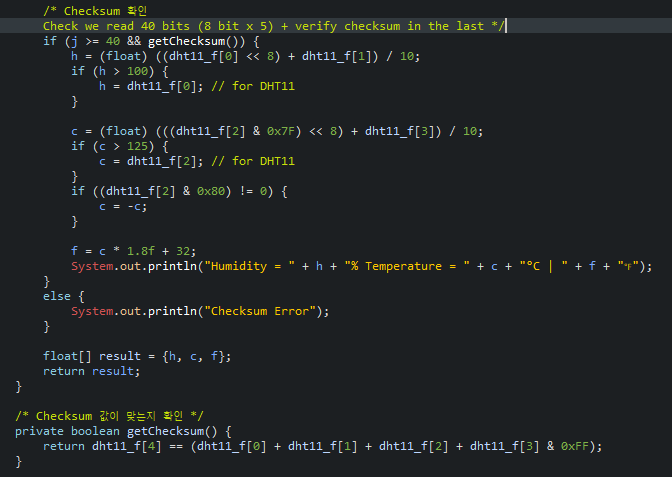 /* Checksum 확인
Check we read 40 bits (8 bit x 5) + verify checksum in the last */
if (j >= 40 && getChecksum()) {
h = (float) ((dht11_f[0] << 8) + dht11_f[1]) / 10;
if (h > 100) {
h = dht11_f[0]; // for DHT11
}
c = (float) (((dht11_f[2] & 0x7F) << 8) + dht11_f[3]) / 10;
if (c > 125) {
c = dht11_f[2]; // for DHT11
}
if ((dht11_f[2] & 0x80) != 0) {
c = -c;
}
f = c * 1.8f + 32;
System.out.println("Humidity = " + h + "% Temperature = " + c + "°C | " + f + "℉");
}
else {
System.out.println("Checksum Error");
}
float[] result = {h, c, f};
return result;
}
/* Checksum 값이 맞는지 확인 */
private boolean getChecksum() {
return dht11_f[4] == (dht11_f[0] + dht11_f[1] + dht11_f[2] + dht11_f[3] & 0xFF);
}